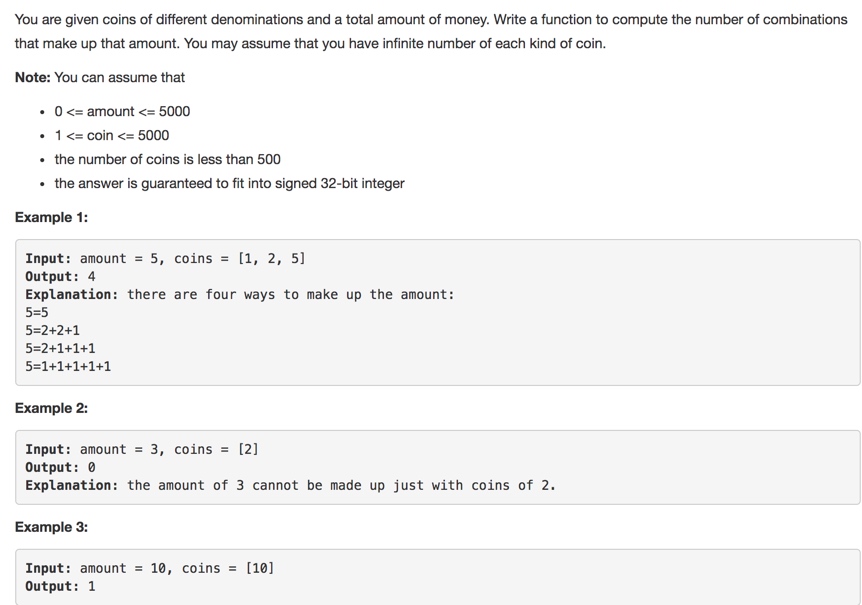 You are given coins of different denominations and a total amount of money. Write a function to compute the number of combinations
that make up that amount. You may assume that you have infinite number of each kind of coin.
Note: You can assume that
• 0 <= amount <= 5000
• 1 <= coin <= 5000
• the number of coins is less than 500
• the answer is guaranteed to fit into signed 32-bit integer
Example 1:
Input: amount = 5, coins = [1, 2, 5]
Output: 4
Explanation: there are four ways to make up the amount:
5=5
5=2+2+1
5=2+1+1+1
5=1+1+1+1+1
Example 2:
Input: amount = 3, coins = [2]
Output: 0
Explanation: the amount of 3 cannot be made up just with coins of 2.
Example 3:
Input: amount = 10, coins = [10]
Output: 1